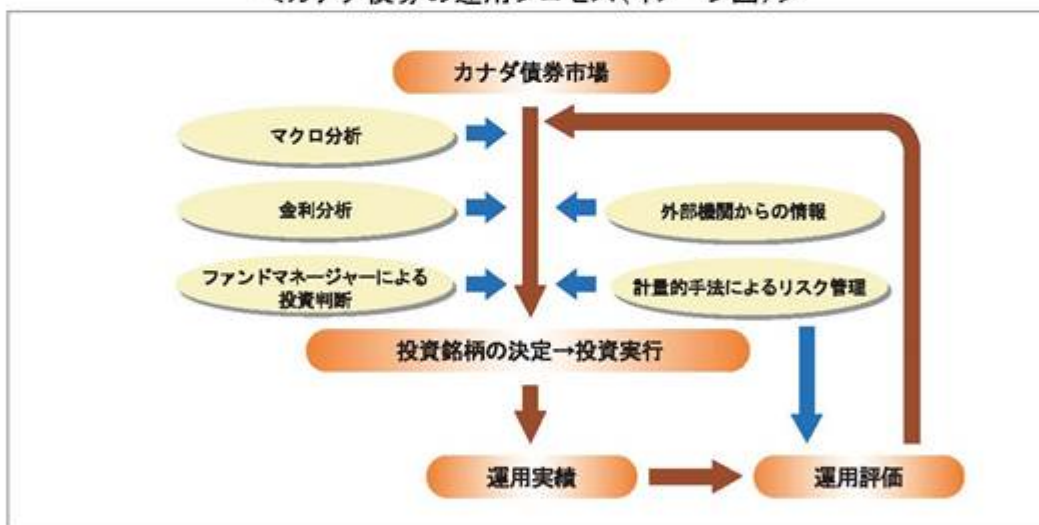 カナダ債券市場
マクロ分析
金利分析
外部機関からの情報
ファンドマネージャーによる
投資判断
計量的手法によるリスク管理
投資銘柄の決定→投資実行
運用実績
運用評価